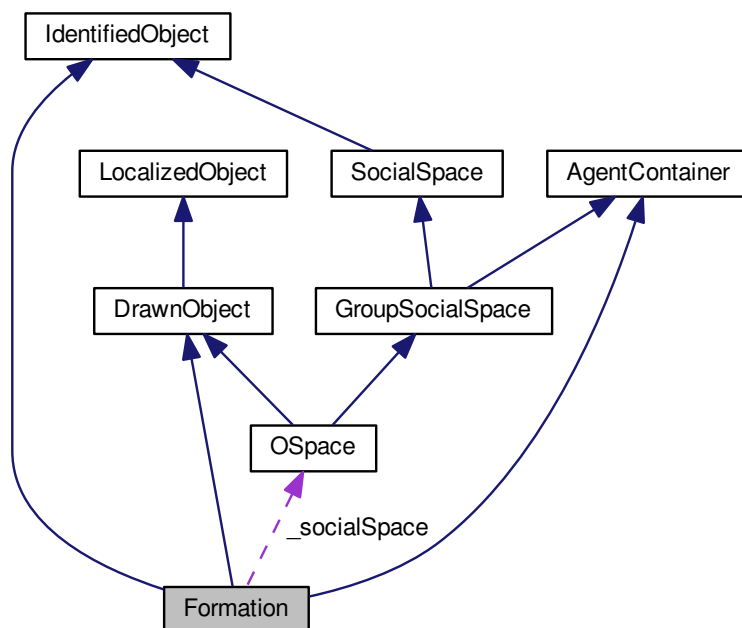 IdentifiedObject
LocalizedObject
SocialSpace
AgentContainer
DrawnObject
GroupSocialSpace
OSpace
_socialSpace
Formation